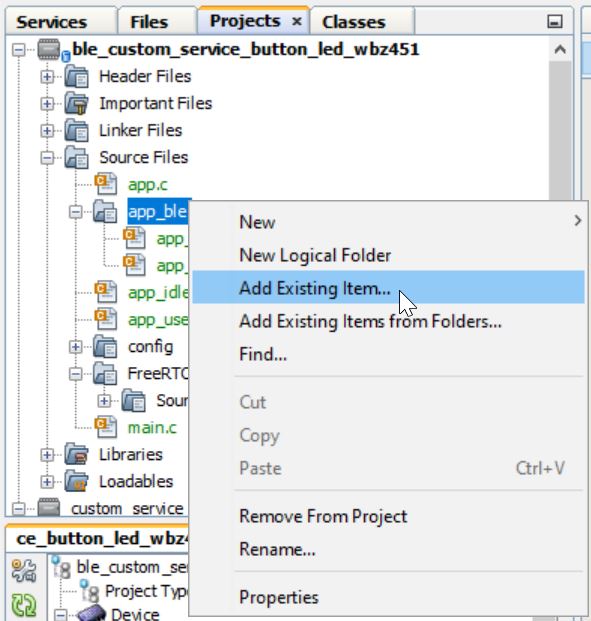 Services
Files
Projects
Classes
ble_custom_service_button_led_wbz451
Header Files
Important Files
Linker Files
Source Files
app.c
app_ble
app_
app_
app_idle
app_use
config
FreeRTO
Sour
main.c
Libraries
Loadables
custom_service
New
New Logical Folder
Add Existing Item...
Add Existing Items from Folders...
Find...
Cut
Copy
Paste Ctrl+V
Remove From Project
Rename...
Properties
ce_button_led_wbz4
ble_custom_se
Project Typ
Device